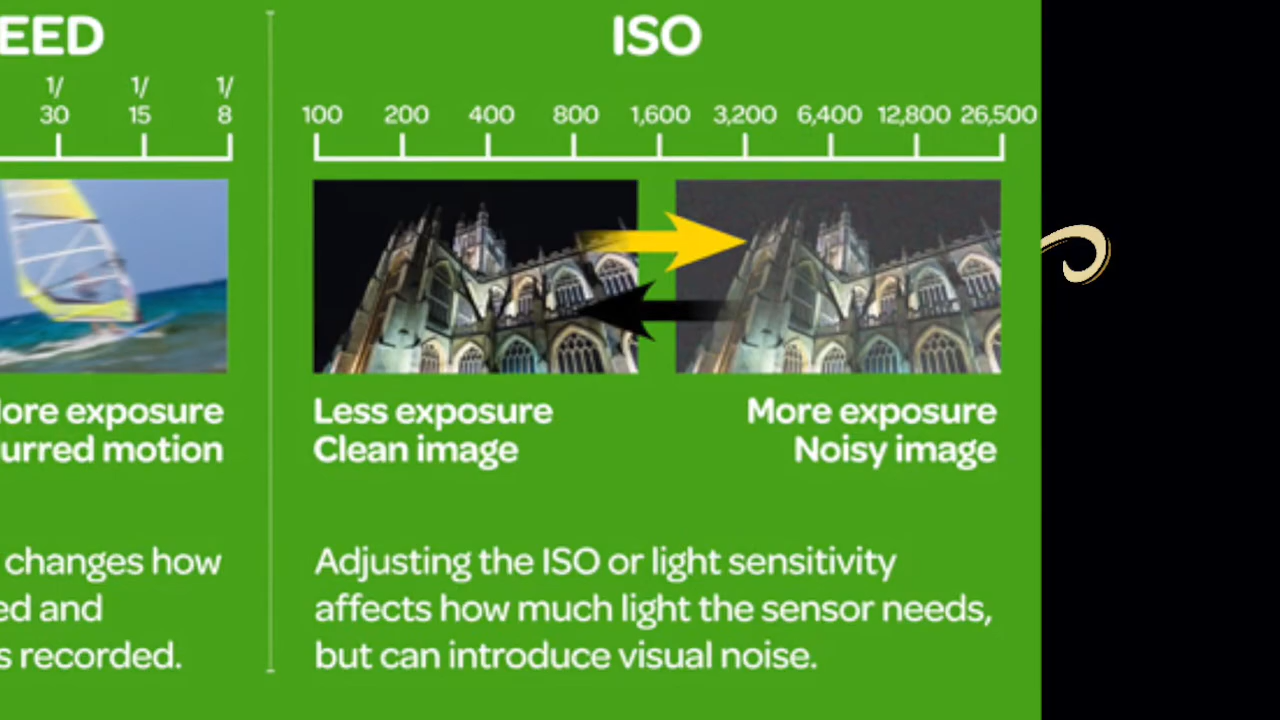 EED
1/ 1/ 1/
30 15 8
ore exposure
urred motion
changes how
ed and
s recorded.
ISO
100 200 400 800 1,600 3,200 6,400 12,800 26,500
Less exposure
Clean image
More exposure
Noisy image
Adjusting the ISO or light sensitivity
affects how much light the sensor needs,
but can introduce visual noise.